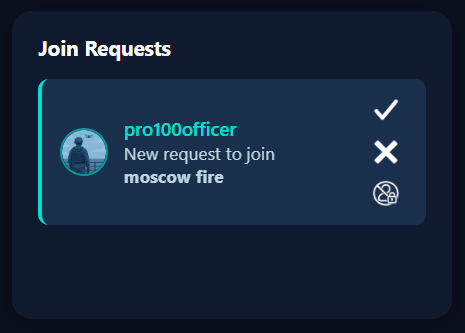 Join Requests
pro100officer
New request to join
moscow fire